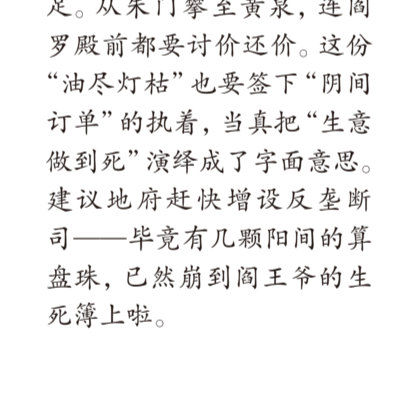 足。从朱门攀至黄泉，连阎
罗殿前都要讨价还价。这份
“油尽灯枯”也要签下“阴间
订单”的执着，当真把“生意
做到死”演绎成了字面意思。
建议地府赶快增设反垄断
司——毕竟有几颗阳间的算
盘珠，已然崩到阎王爷的生
死簿上啦。